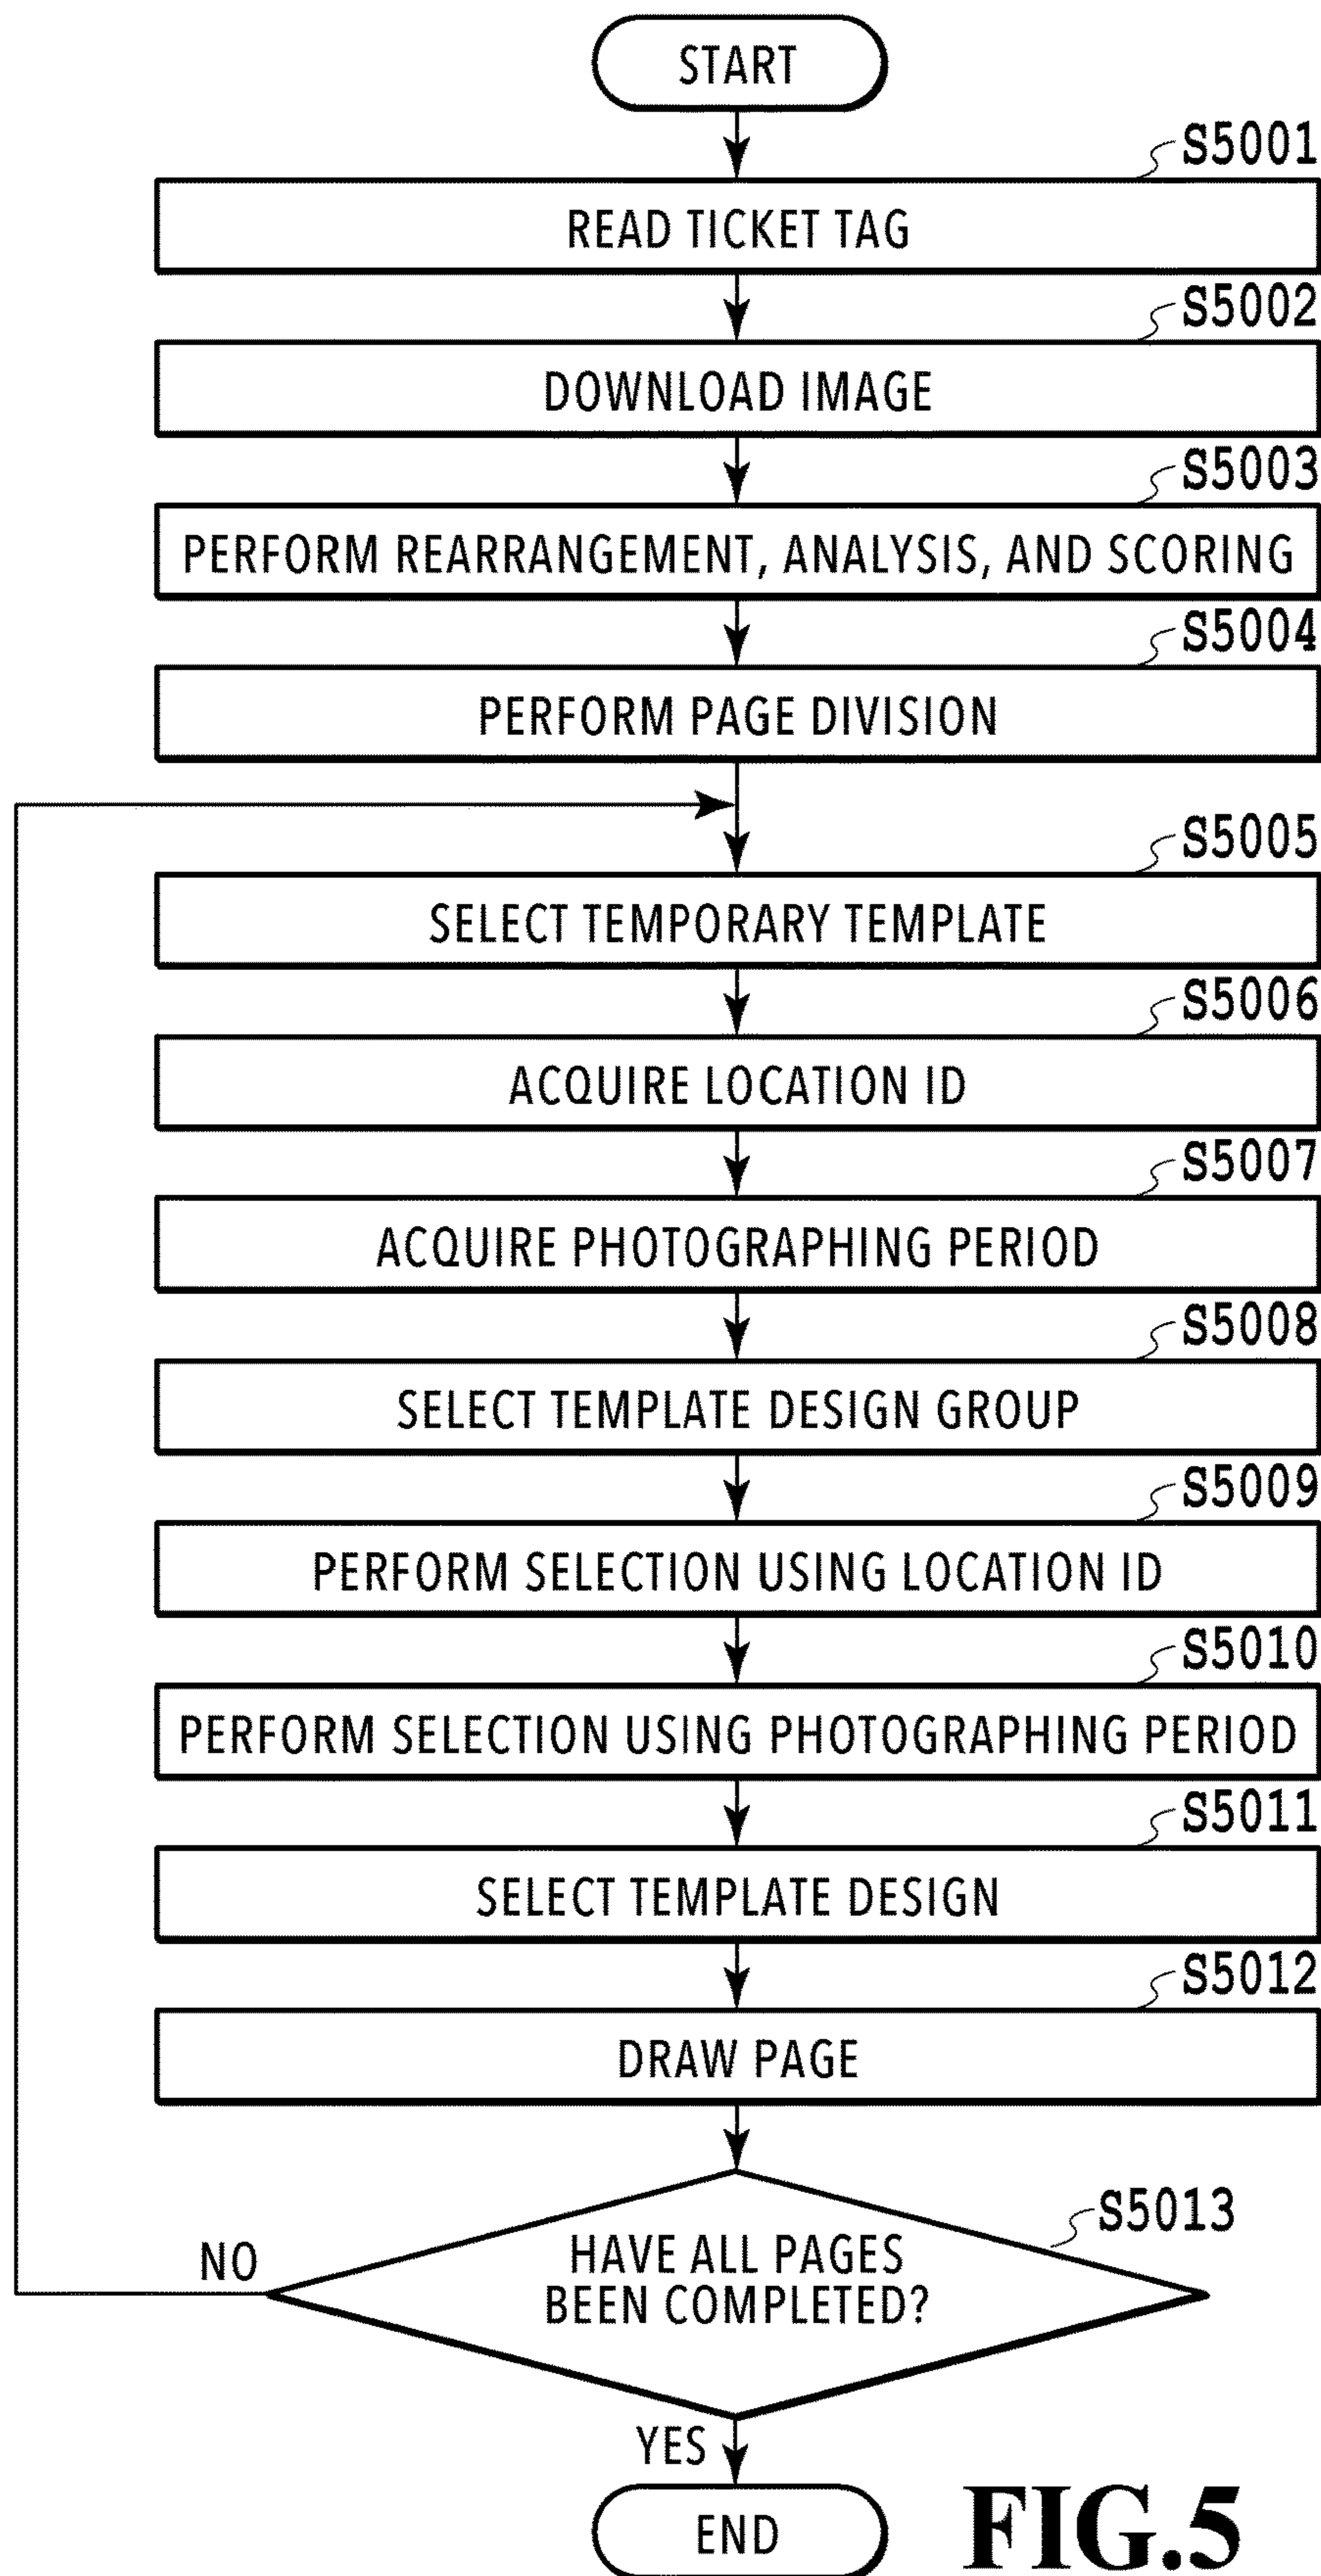 START
S5001
READ TICKET TAG
S5002
DOWNLOAD IMAGE
S5003
PERFORM REARRANGEMENT, ANALYSIS, AND SCORING
S5004
PERFORM PAGE DIVISION
S5005
SELECT TEMPORARY TEMPLATE
S5006
ACQUIRE LOCATION ID
S5007
ACQUIRE PHOTOGRAPHING PERIOD
S5008
SELECT TEMPLATE DESIGN GROUP
S5009
PERFORM SELECTION USING LOCATION ID
S5010
PERFORM SELECTION USING PHOTOGRAPHING PERIOD
S5011
SELECT TEMPLATE DESIGN
S5012
DRAW PAGE
S5013
NO
HAVE ALL PAGES
BEEN COMPLETED?
YES
END
FIG.5